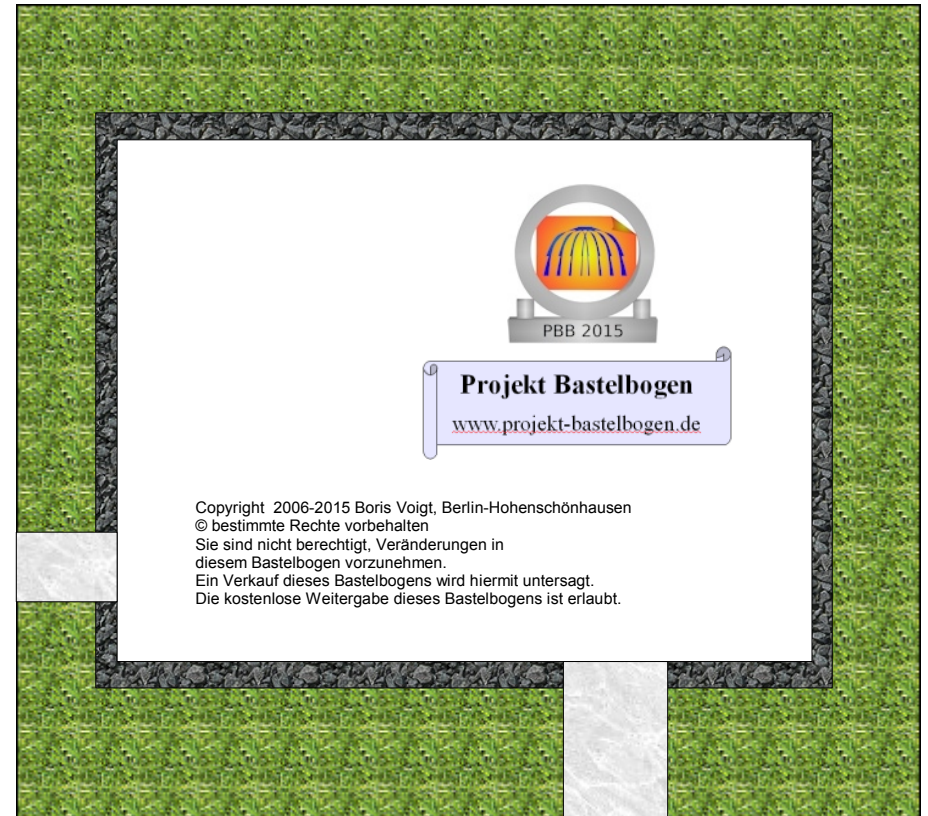 PBB 2015
Projekt Bastelbogen
www.projekt-bastelbogen.de
Copyright 2006-2015 Boris Voigt, Berlin-Hohenschönhausen
© bestimmte Rechte vorbehalten
Sie sind nicht berechtigt, Veränderungen in
diesem Bastelbogen vorzunehmen.
Ein Verkauf dieses Bastelbogens wird hiermit untersagt.
Die kostenlose Weitergabe dieses Bastelbogens ist erlaubt.